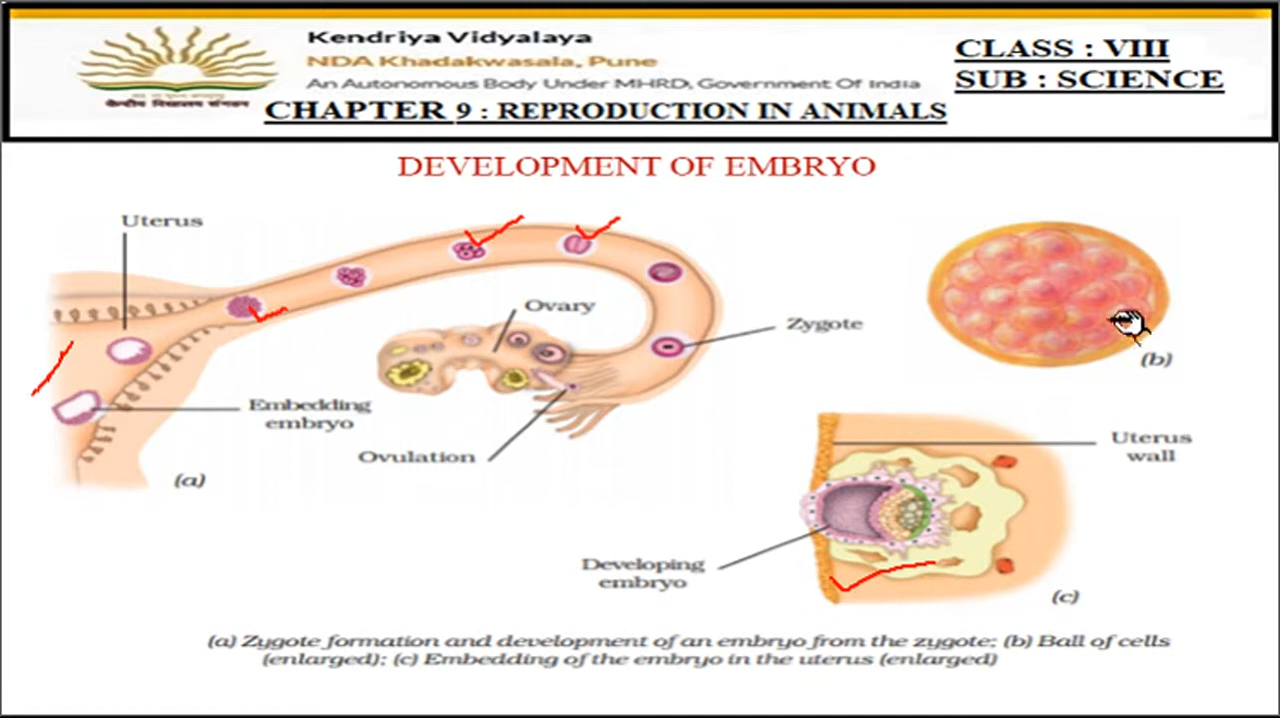 Kendriya Vidyalaya
NDA Khadakwasala, Pune
An Autonomous Body Under MHRD, Government Of India
केन्द्रीय विद्यालय संगठन
CLASS : VIII
SUB : SCIENCE
CHAPTER 9 : REPRODUCTION IN ANIMALS
DEVELOPMENT OF EMBRYO
Uterus
Ovary
Zygote
Embedding
embryo
Ovulation
(a)
(b)
Uterus
wall
Developing
embryo
(c)
(a) Zygote formation and development of an embryo from the zygote; (b) Ball of cells
(enlarged); (c) Embedding of the embryo in the uterus (enlarged)